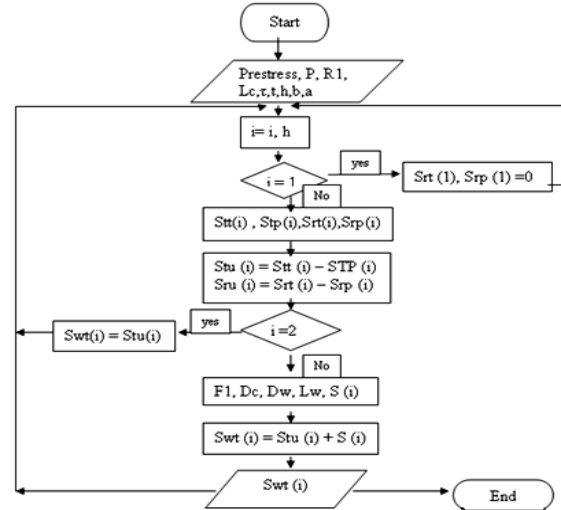 Start
Prestress, P, R1,
Lc,τ,t,h,b,a
i= i, h
i = 1
yes
Srt (1), Srp (1) =0
No
Stt(i) , Stp(i),Srt(i),Srp(i)
Stu (i) = Stt (i) – STP (i)
Sru (i) = Srt (i) – Srp (i)
i =2
yes
Swt(i) = Stu(i)
No
F1, Dc, Dw, Lw, S (i)
Swt (i) = Stu (i) + S (i)
Swt (i)
End